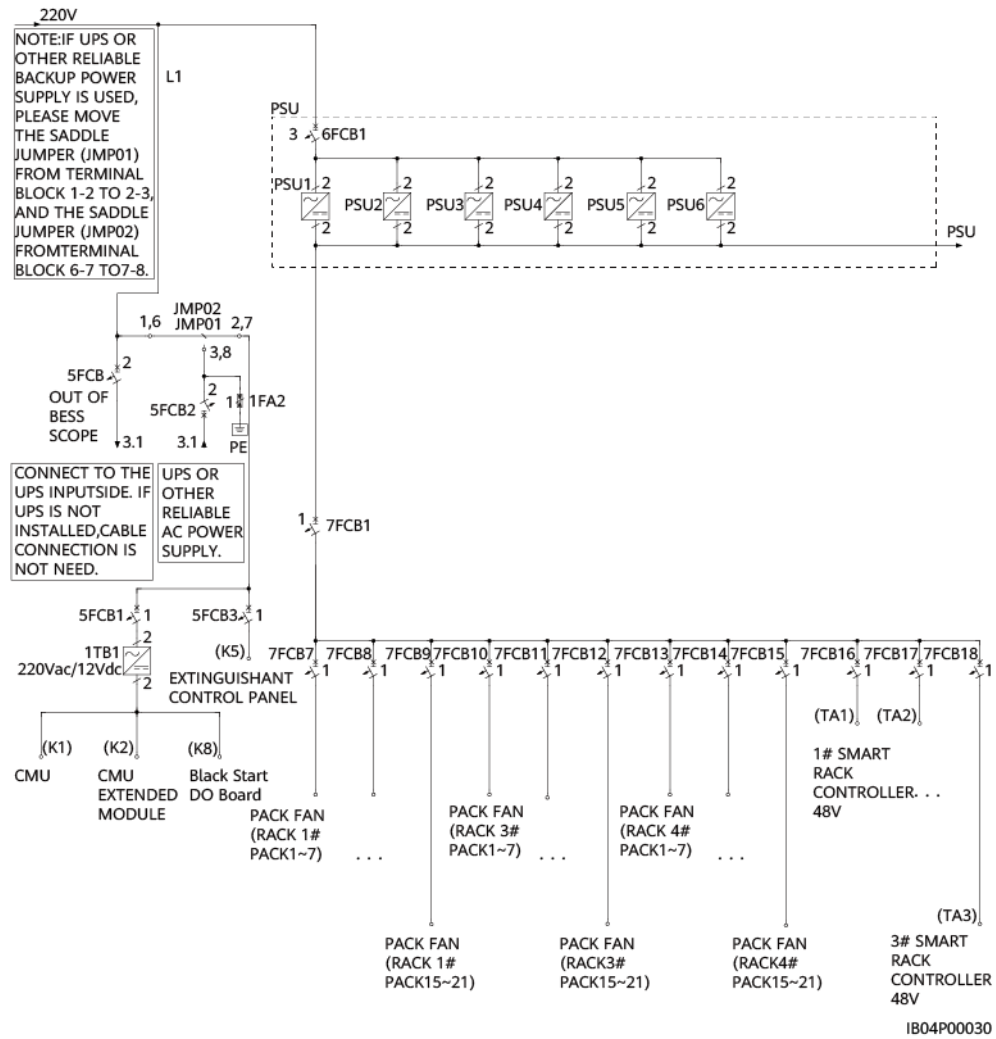 220V
NOTE:IF UPS OR
OTHER RELIABLE
BACKUP POWER
SUPPLY IS USED,
PLEASE MOVE
THE SADDLE
JUMPER (JMP01)
FROM TERMINAL
BLOCK 1-2 TO 2-3,
AND THE SADDLE
JUMPER (JMP02)
FROMTERMINAL
BLOCK 6-7 TO7-8.
L1
PSU
3 6FCB1
PSU1 2 2 2 2 2 2
PSU2 PSU3 PSU4 PSU5 PSU6
2 2 2 2 2 2
PSU
JMP02
1,6 JMP01 2,7
3,8
5FCB 2
OUT OF
BESS
SCOPE
3.1
5FCB2 2
3.1
1 1FA2
PE
CONNECT TO THE
UPS INPUTSIDE. IF
UPS IS NOT
INSTALLED,CABLE
CONNECTION IS
NOT NEED.
UPS OR
OTHER
RELIABLE
AC POWER
SUPPLY.
1 7FCB1
5FCB1 1
5FCB3 1
2
1TB1
220Vac/12Vdc
2
(K5)
EXTINGUISHANT
CONTROL PANEL
7FCB7 7FCB8 7FCB9 7FCB10 7FCB11 7FCB12 7FCB13 7FCB14 7FCB15 7FCB16 7FCB17 7FCB18
1 1 1 1 1 1 1 1 1 1 1 1
(K1) (K2) (K8)
CMU
CMU
EXTENDED
MODULE
Black Start
DO Board
(TA1) (TA2)
1# SMART
RACK
CONTROLLER. . .
48V
PACK FAN
(RACK 1#
PACK1~7) . . .
PACK FAN
(RACK 3#
PACK1~7) . . .
PACK FAN
(RACK 4#
PACK1~7) . . .
PACK FAN
(RACK 1#
PACK15~21)
PACK FAN
(RACK3#
PACK15~21)
PACK FAN
(RACK4#
PACK15~21)
(TA3)
3# SMART
RACK
CONTROLLER
48V
IB04P00030